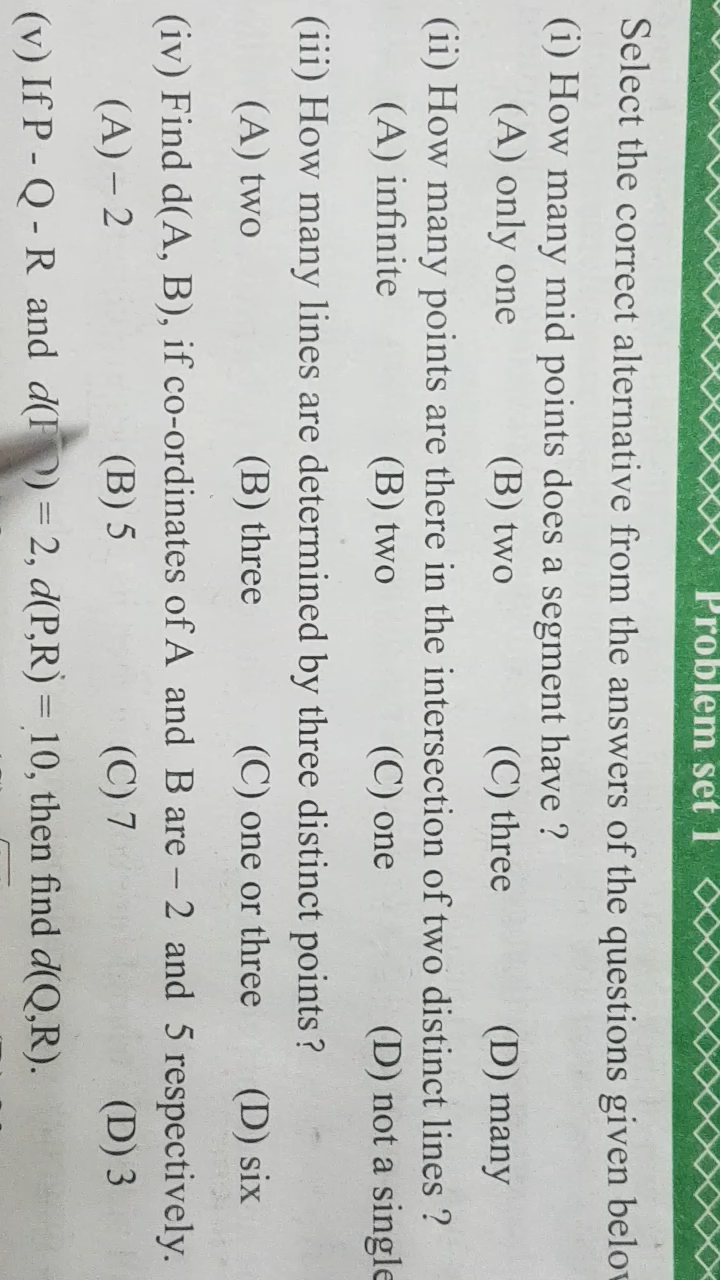 Problem set 1
Select the correct alternative from the answers of the questions given
(i) How many mid points does a segment have ?
(A) only one (B) two (C) three (D) many
(ii) How many points are there in the intersection of two distinct lines ?
(A) infinite (B) two (C) one (D) not a single
(iii) How many lines are determined by three distinct points ?
(A) two (B) three (C) one or three (D) six
(iv) Find d(A, B), if co-ordinates of A and B are – 2 and 5 respectively.
(A) – 2 (B) 5 (C) 7 (D) 3
(v) If P - Q - R and = 2, d(P,R) = 10, then find d(Q,R).